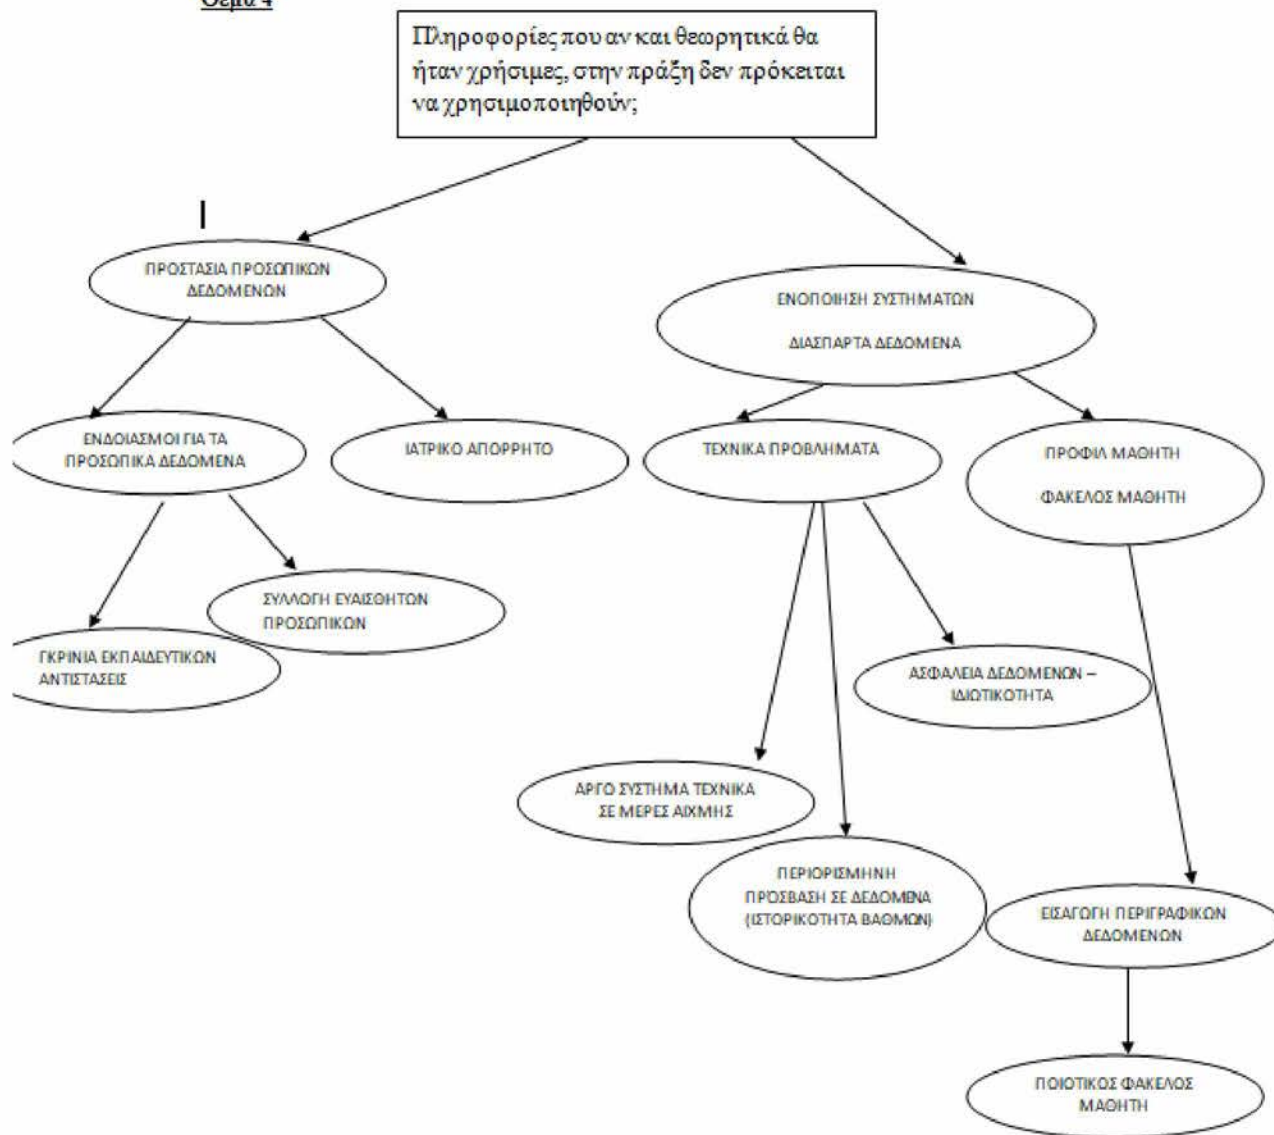 Θέμα 4
Πληροφορίες που αν και θεωρητικά θα
ήταν χρήσιμες, στην πράξη δεν πρόκειται
να χρησιμοποιηθούν;
ΠΡΟΣΤΑΣΙΑ ΠΡΟΣΩΠΙΚΩΝ
ΔΕΔΟΜΕΝΩΝ
ΕΝΟΠΟΙΗΣΗ ΣΥΣΤΗΜΑΤΩΝ
ΔΙΑΣΠΑΡΤΑ ΔΕΔΟΜΕΝΑ
ΕΝΔΟΙΑΣΜΟΙ ΓΙΑ ΤΑ
ΠΡΟΣΩΠΙΚΑ ΔΕΔΟΜΕΝΑ
ΙΑΤΡΙΚΟ ΑΠΟΡΡΗΤΟ
ΤΕΧΝΙΚΑ ΠΡΟΒΛΗΜΑΤΑ
ΠΡΟΦΙΛ ΜΑΘΗΤΗ
ΦΑΚΕΛΟΣ ΜΑΘΗΤΗ
ΣΥΛΛΟΓΗ ΕΥΑΙΣΘΗΤΩΝ
ΠΡΟΣΩΠΙΚΩΝ
ΓΚΡΙΝΙΑ ΕΚΠΑΙΔΕΥΤΙΚΩΝ
ΑΝΤΙΣΤΑΣΕΙΣ
ΑΣΦΑΛΕΙΑ ΔΕΔΟΜΕΝΩΝ –
ΙΔΙΩΤΙΚΟΤΗΤΑ
ΑΡΓΟ ΣΥΣΤΗΜΑ ΤΕΧΝΙΚΑ
ΣΕ ΜΕΡΕΣ ΑΙΧΜΗΣ
ΠΕΡΙΟΡΙΣΜΗΝΗ
ΠΡΟΣΒΑΣΗ ΣΕ ΔΕΔΟΜΕΝΑ
(ΙΣΤΟΡΙΚΟΤΗΤΑ ΒΑΘΜΩΝ)
ΕΙΣΑΓΩΓΗ ΠΕΡΙΓΡΑΦΙΚΩΝ
ΔΕΔΟΜΕΝΩΝ
ΠΟΙΟΤΙΚΟΣ ΦΑΚΕΛΟΣ
ΜΑΘΗΤΗ